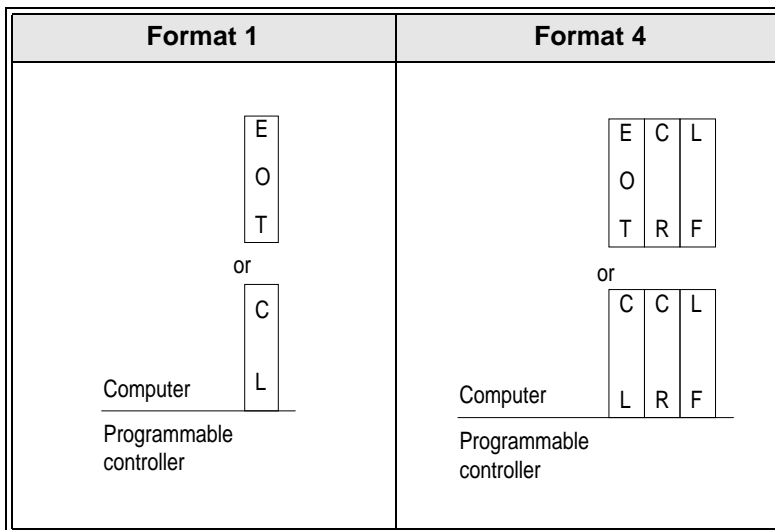 Format 1
E
O
T
or
C
L
Computer
Programmable
controller
Format 4
E C L
O
T R F
or
C C L
L R F
Computer
Programmable
controller